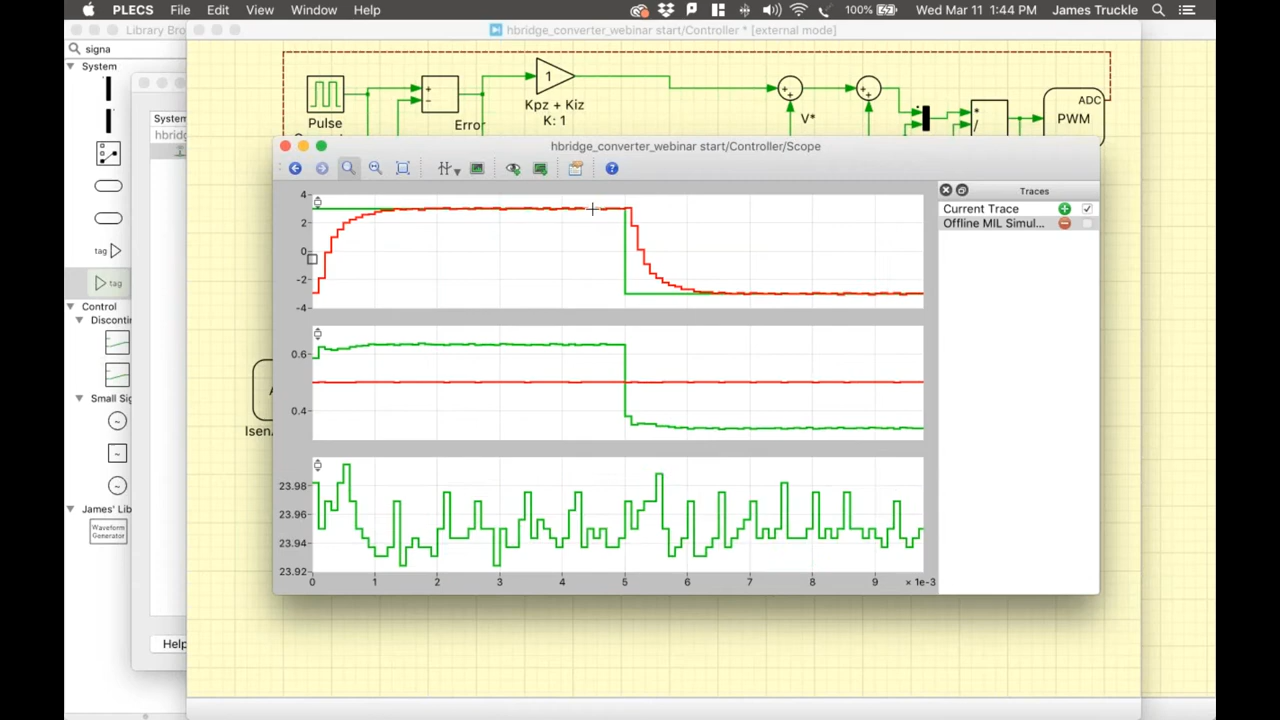 PLECS File Edit View Window Help 100% Wed Mar 11 1:44 PM James Truckle
Library Bro
hbridge_converter_webinar start/Controller * [external mode]
signa
System
tag
tag
Control
Discontin
Small Sig
James' Lib
Waveform
Generator
System
hbridg
Help
Pulse
+
−
Error
1
Kpz + Kiz
K: 1
+
+
V*
+
+
*
/
ADC
PWM
A
Isen
hbridge_converter_webinar start/Controller/Scope
Traces
Current Trace
Offline MIL Simul...
4
2
0
-2
-4
0.6
0.4
23.98
23.96
23.94
23.92
0 1 2 3 4 5 6 7 8 9 × 1e-3